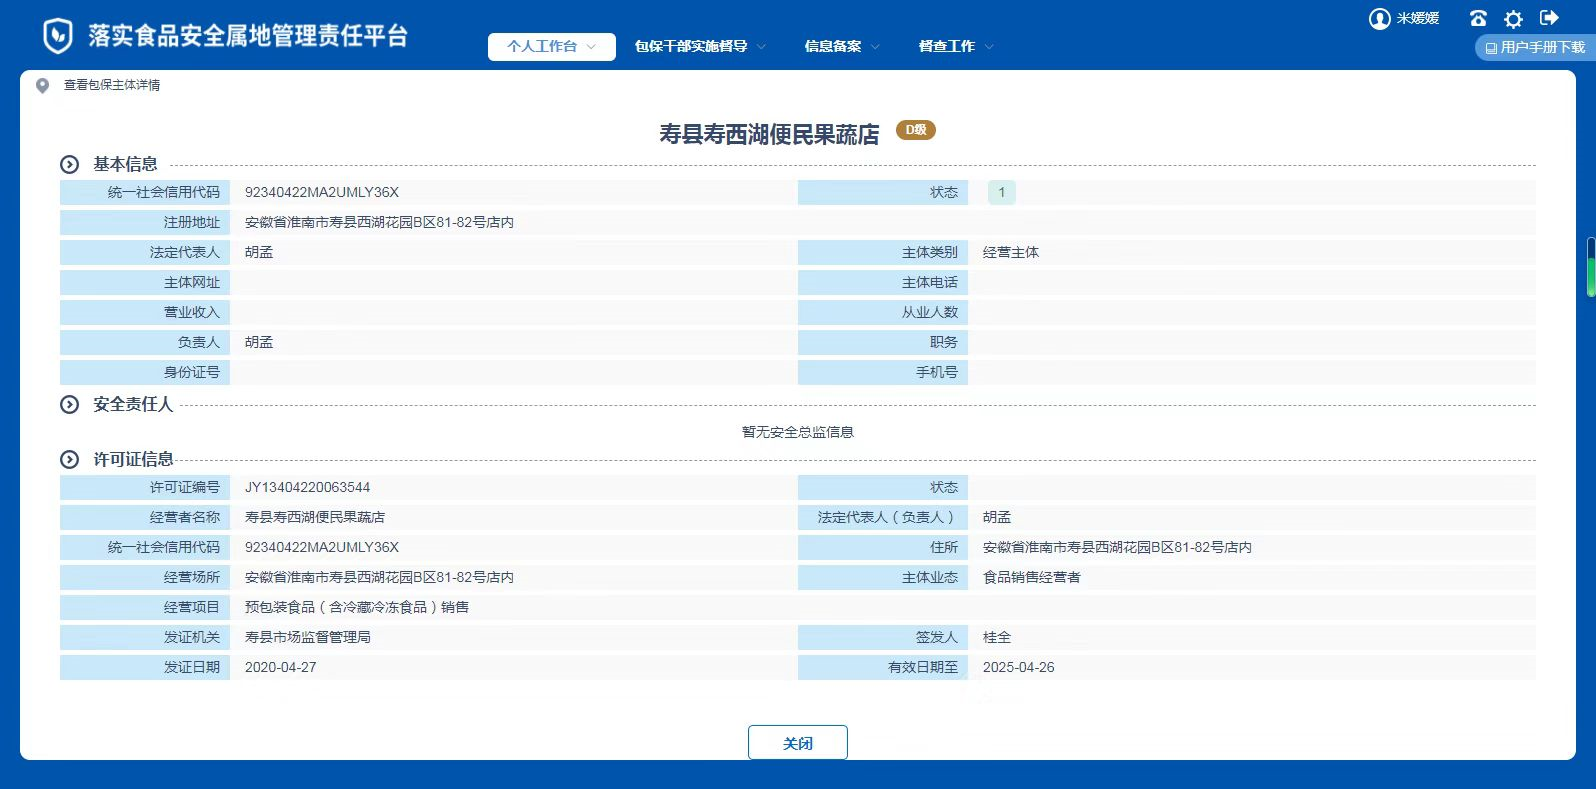 落实食品安全属地管理责任平台
个人工作台
包保干部实施督导
信息备案
督查工作
米媛媛
用户手册下载
查看包保主体详情
寿县寿西湖便民果蔬店 D级
基本信息
统一社会信用代码 92340422MA2UMLY36X 状态 1
注册地址 安徽省淮南市寿县西湖花园B区81-82号店内
法定代表人 胡孟 主体类别 经营主体
主体网址 主体电话
营业收入 从业人数
负责人 胡孟 职务
身份证号 手机号
安全责任人
暂无安全总监信息
许可证信息
许可证编号 JY13404220063544 状态
经营者名称 寿县寿西湖便民果蔬店 法定代表人（负责人） 胡孟
统一社会信用代码 92340422MA2UMLY36X 住所 安徽省淮南市寿县西湖花园B区81-82号店内
经营场所 安徽省淮南市寿县西湖花园B区81-82号店内 主体业态 食品销售经营者
经营项目 预包装食品（含冷藏冷冻食品）销售
发证机关 寿县市场监督管理局 签发人 桂全
发证日期 2020-04-27 有效日期至 2025-04-26
关闭